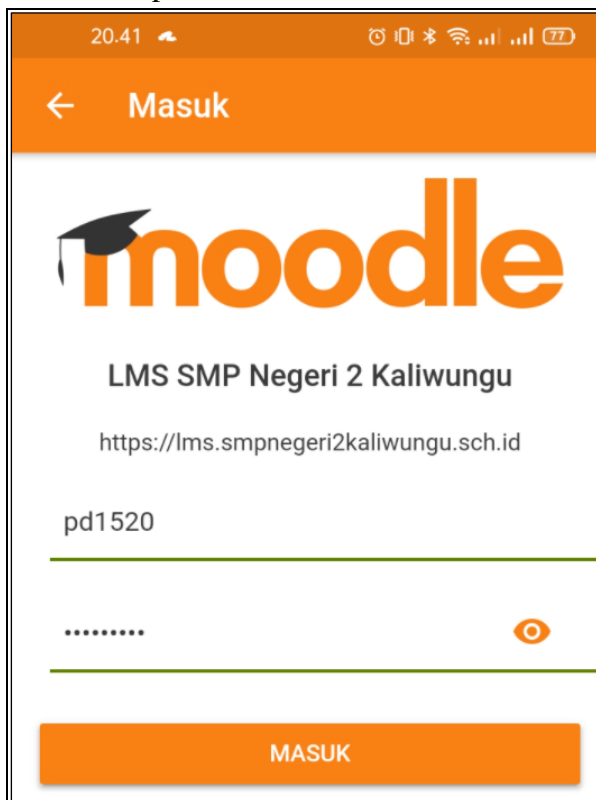 20.41
77
Masuk
moodle
LMS SMP Negeri 2 Kaliwungu
https://lms.smpnegeri2kaliwungu.sch.id
pd1520
•••••••••
MASUK